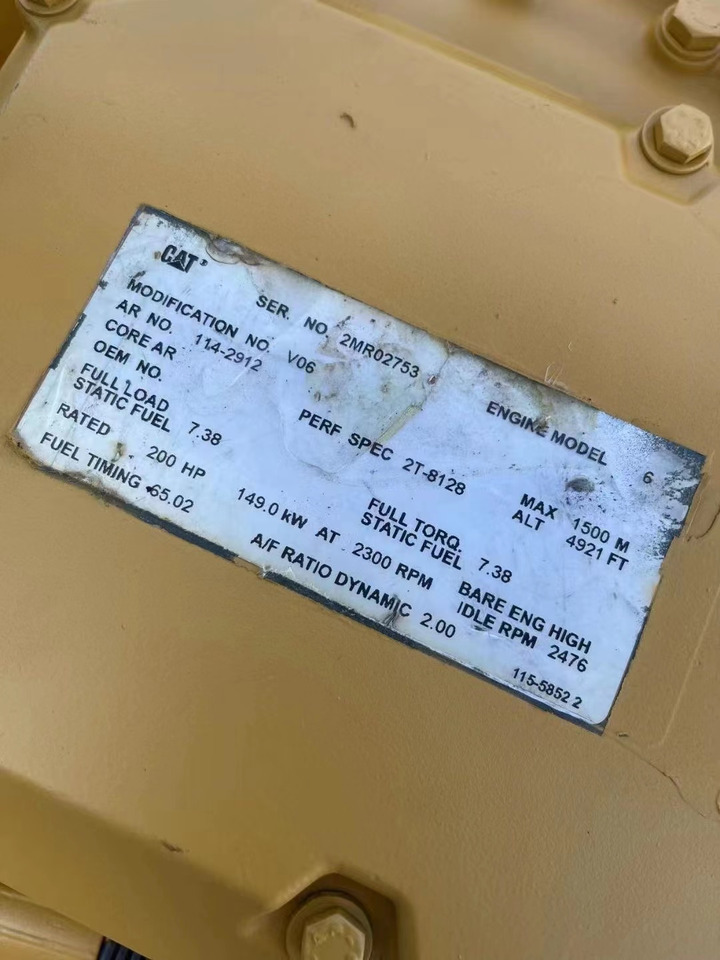 CAT®
SER. NO. 2MR02753
ENGINE MODEL 6
MODIFICATION NO. V06
AR NO. 114-2912
PERF SPEC 2T-8128
MAX ALT 1500 M
4921 FT
CORE AR
OEM NO.
FULL LOAD
STATIC FUEL 7.38
FULL TORQ.
STATIC FUEL 7.38
RATED 200 HP 149.0 KW AT 2300 RPM
BARE ENG HIGH
IDLE RPM 2476
FUEL TIMING -65.02
A/F RATIO DYNAMIC 2.00
115-5852 2